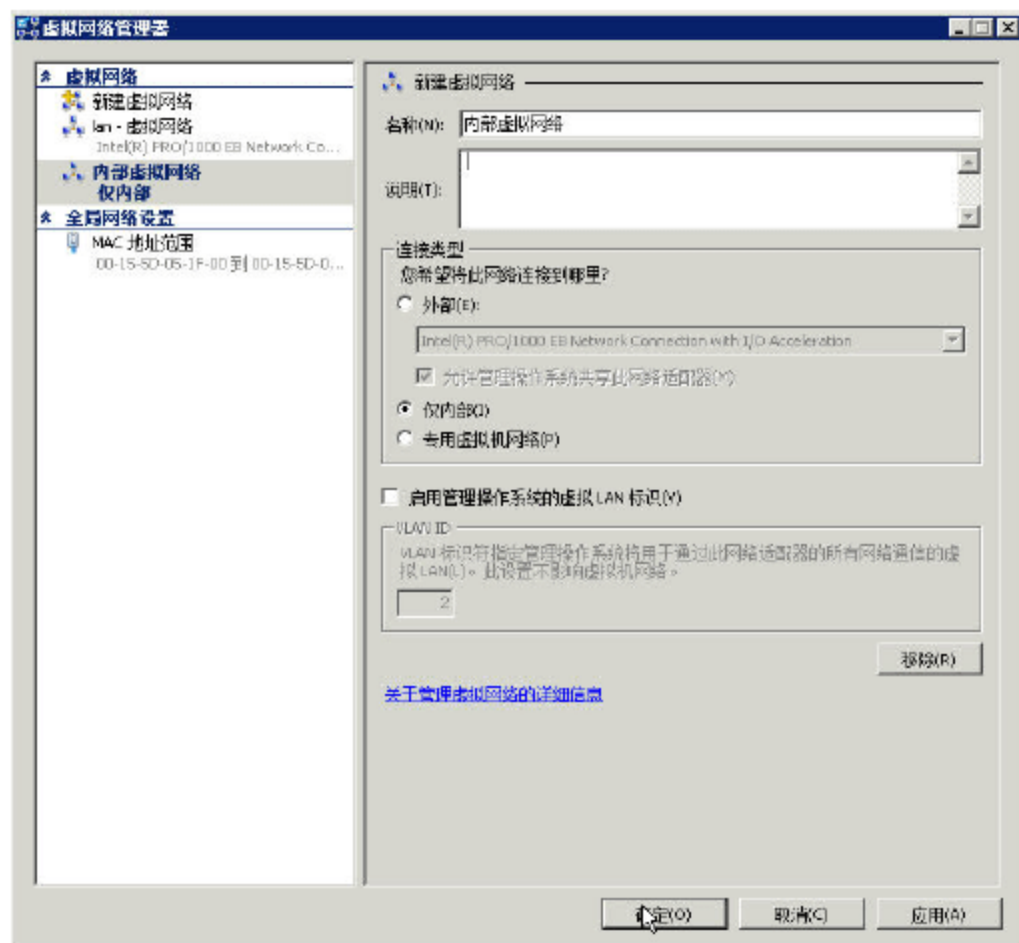 虚拟网络管理器
虚拟网络
新建虚拟网络
lan - 虚拟网络
Intel(R) PRO/1000 EB Network Co...
内部虚拟网络
仅内部
全局网络设置
MAC 地址范围
00-15-5D-05-1F-00 到 00-15-5D-0...
新建虚拟网络
名称(N): 内部虚拟网络
说明(T):
连接类型
您希望将此网络连接到哪里?
外部(E):
Intel(R) PRO/1000 EB Network Connection with I/O Acceleration
允许管理操作系统共享此网络适配器(M)
仅内部(I)
专用虚拟机网络(P)
启用管理操作系统的虚拟 LAN 标识(V)
VLAN ID
VLAN 标识符指定管理操作系统将用于通过此网络适配器的所有网络通信的虚
拟 LAN(L)。此设置不影响虚拟机网络。
2
移除(R)
关于管理虚拟网络的详细信息
确定(O) 取消(C) 应用(A)